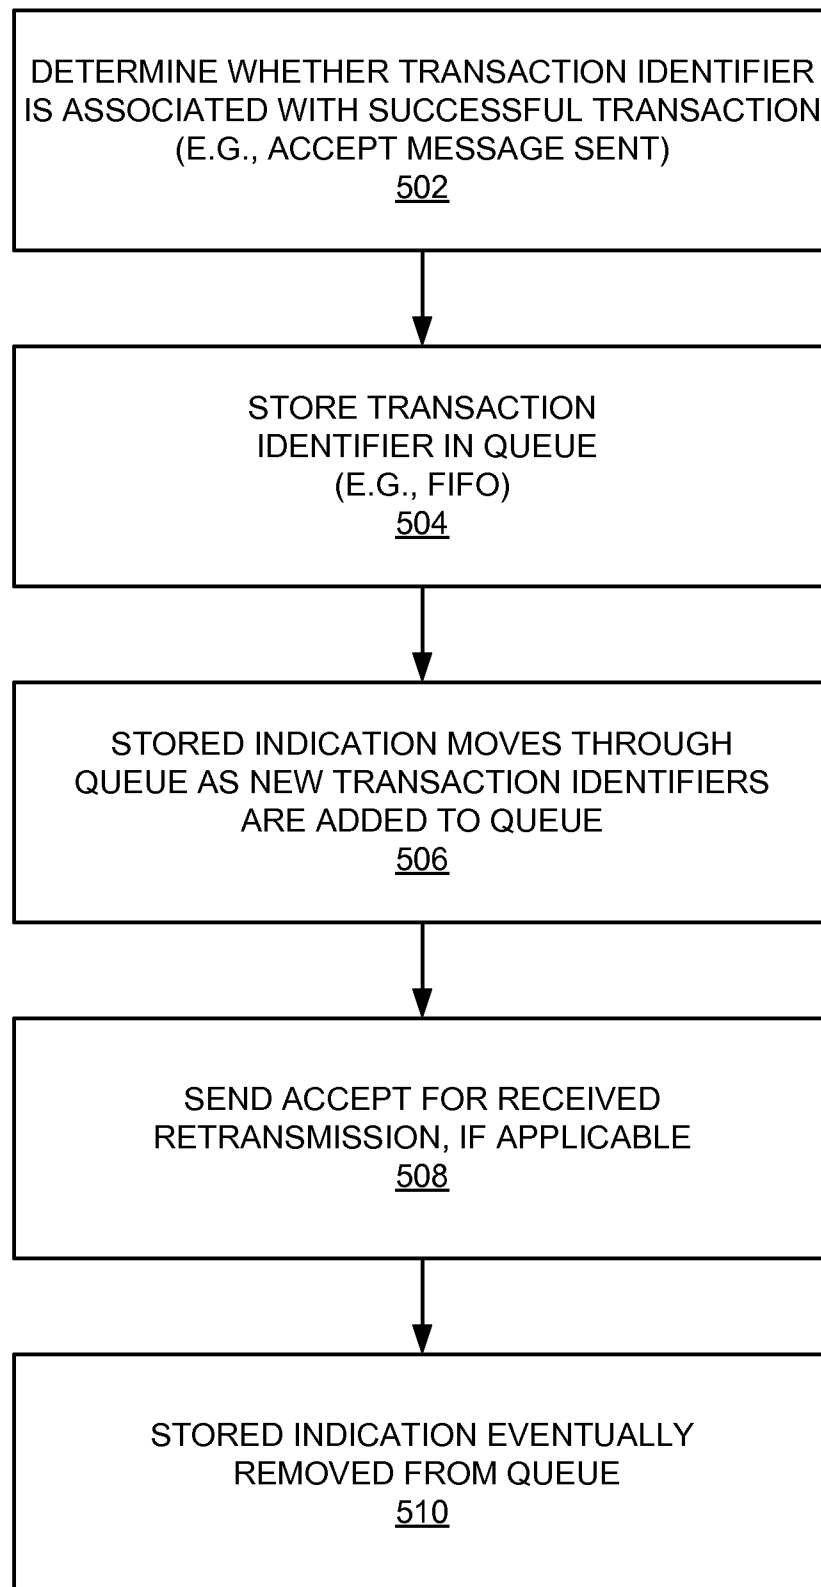 DETERMINE WHETHER TRANSACTION IDENTIFIER
IS ASSOCIATED WITH SUCCESSFUL TRANSACTION
(E.G., ACCEPT MESSAGE SENT)
502
STORE TRANSACTION
IDENTIFIER IN QUEUE
(E.G., FIFO)
504
STORED INDICATION MOVES THROUGH
QUEUE AS NEW TRANSACTION IDENTIFIERS
ARE ADDED TO QUEUE
506
SEND ACCEPT FOR RECEIVED
RETRANSMISSION, IF APPLICABLE
508
STORED INDICATION EVENTUALLY
REMOVED FROM QUEUE
510